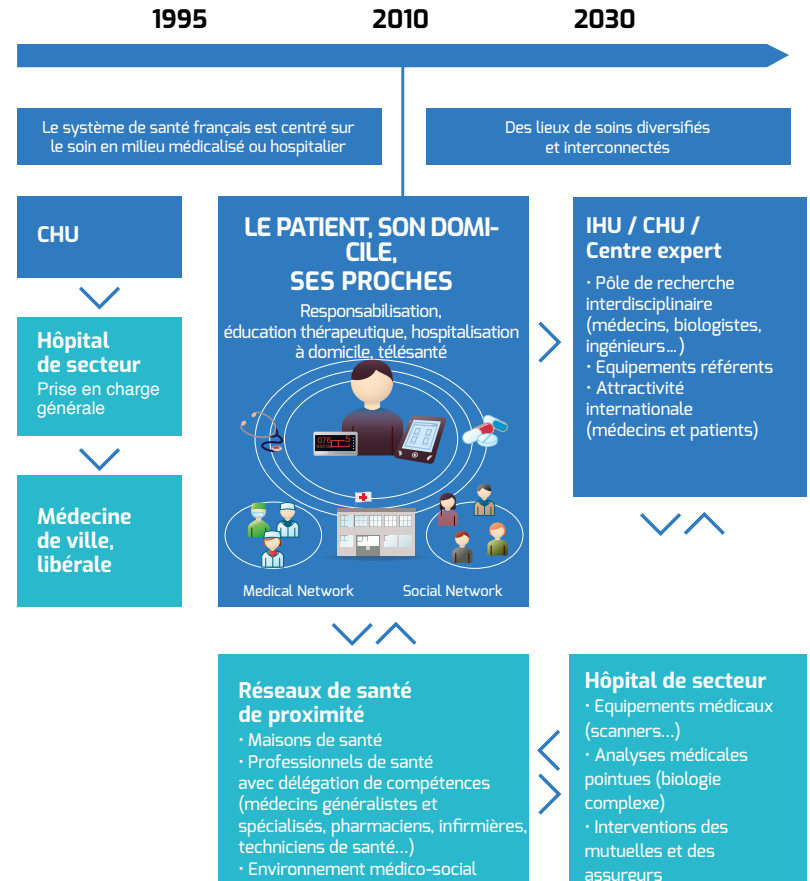 1995
2010
2030
Le système de santé français est centré sur
le soin en milieu médicalisé ou hospitalier
Des lieux de soins diversifiés
et interconnectés
CHU
Hôpital
de secteur
Prise en charge
générale
Médecine
de ville,
libérale
LE PATIENT, SON DOMI-
CILE,
SES PROCHES
Responsabilisation,
éducation thérapeutique, hospitalisation
à domicile, télésanté
Medical Network
Social Network
IHU / CHU /
Centre expert
· Pôle de recherche
interdisciplinaire
(médecins, biologistes,
ingénieurs...)
· Equipements référents
· Attractivité
internationale
(médecins et patients)
Réseaux de santé
de proximité
· Maisons de santé
· Professionnels de santé
avec délégation de compétences
(médecins généralistes et
spécialisés, pharmaciens, infirmières,
techniciens de santé...)
· Environnement médico-social
Hôpital de secteur
· Equipements médicaux
(scanners...)
· Analyses médicales
pointues (biologie
complexe)
· Interventions des
mutuelles et des
assureurs